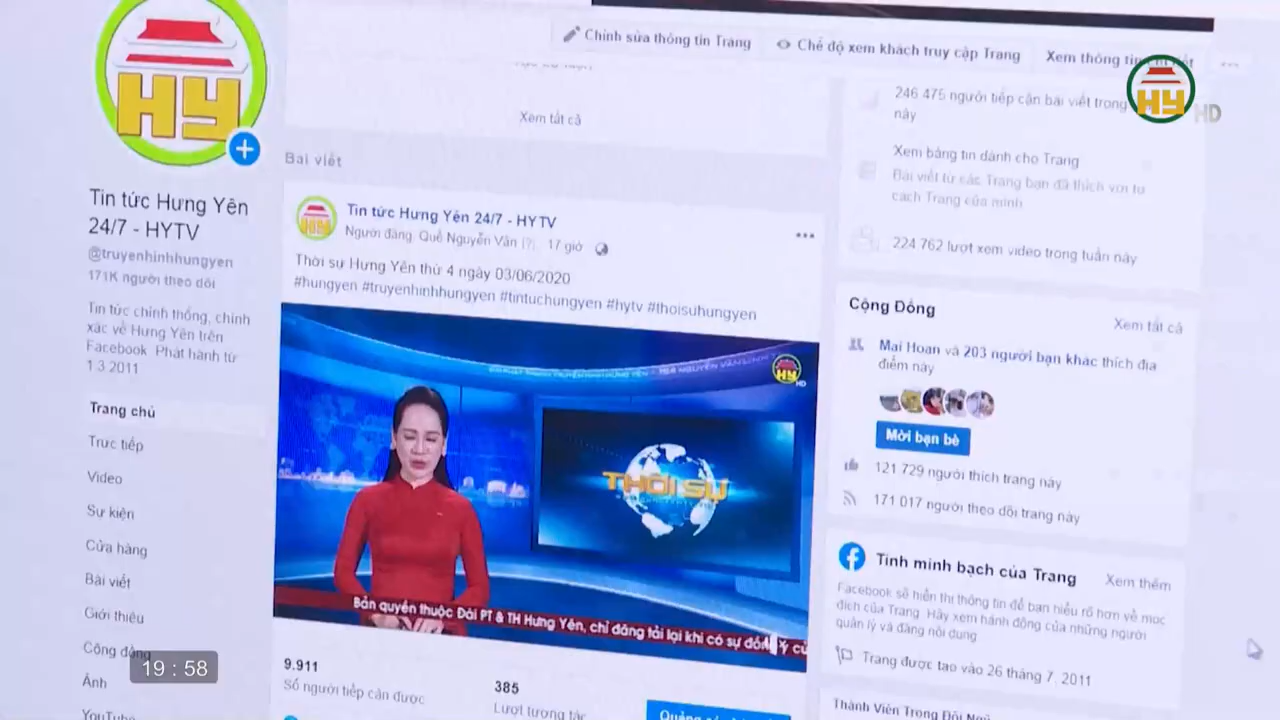 HY
HD
Chỉnh sửa thông tin Trang
Chế độ xem khách truy cập Trang
Xem thông tin
Tin tức Hưng Yên
24/7 - HYTV
@truyenhinhhungyen
171K người theo dõi
Tin tức chính thống, chính
xác về Hưng Yên trên
Facebook. Phát hành từ
1.3.2011
Trang chủ
Trực tiếp
Video
Sự kiện
Cửa hàng
Bài viết
Giới thiệu
Cộng đồng
Ảnh
YouTube
19 : 58
Xem tất cả
Bài viết
HY
Tin tức Hưng Yên 24/7 - HYTV
Người đăng: Quê Nguyễn Văn [?] · 17 giờ
Thời sự Hưng Yên thứ 4 ngày 03/06/2020
#hungyen #truyenhinhhungyen #tintuchungyen #hytv #thoisuhungyen
HY
HD
THỜI SỰ
Bản quyền thuộc Đài PT & TH Hưng Yên, chỉ đăng tải lại khi có sự đồng ý củ
9.911
Số người tiếp cận được
385
Lượt tương tác
246.475 người tiếp cận bài viết trong
này
Xem bảng tin dành cho Trang
Bài viết từ các Trang bạn đã thích với tư
cách Trang của mình
224.762 lượt xem video trong tuần này
Cộng Đồng
Xem tất cả
Mai Hoan và 203 người bạn khác thích địa
điểm này
Mời bạn bè
121.729 người thích trang này
171.017 người theo dõi trang này
Tính minh bạch của Trang
Xem thêm
Facebook sẽ hiển thị thông tin để bạn hiểu rõ hơn về mục
đích của Trang. Hãy xem hành động của những người
quản lý và đăng nội dung.
Trang được tạo vào 26 tháng 7, 2011
Thành Viên Trong Đội